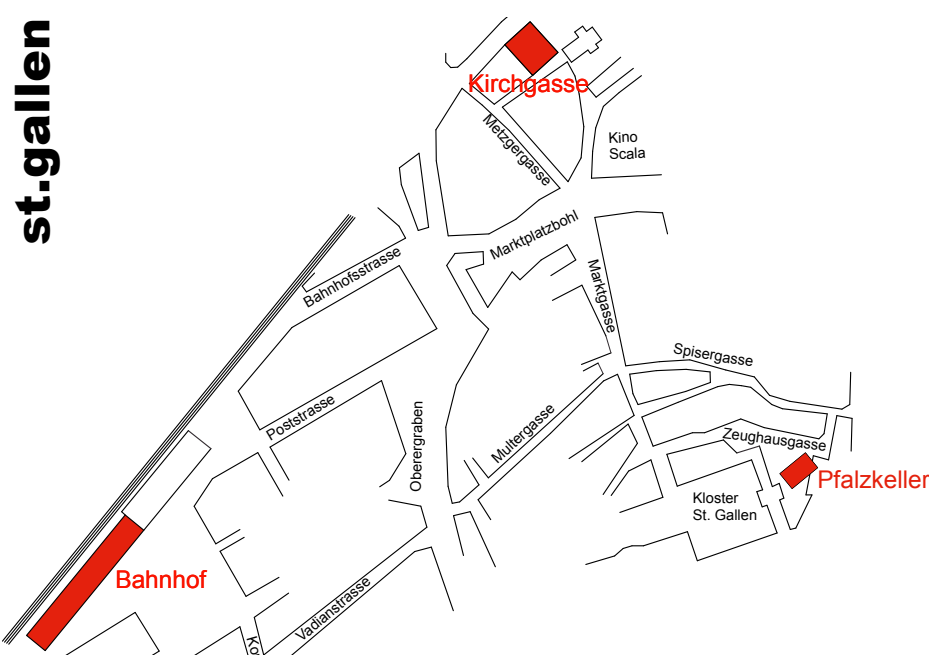 st.gallen
Kirchgasse
Metzgergasse
Kino
Scala
Marktplatzbohl
Bahnhofsstrasse
Marktgasse
Spisergasse
Poststrasse
Oberergraben
Multergasse
Zeughausgasse
Pfalzkeller
Kloster
St. Gallen
Bahnhof
Vadianstrasse